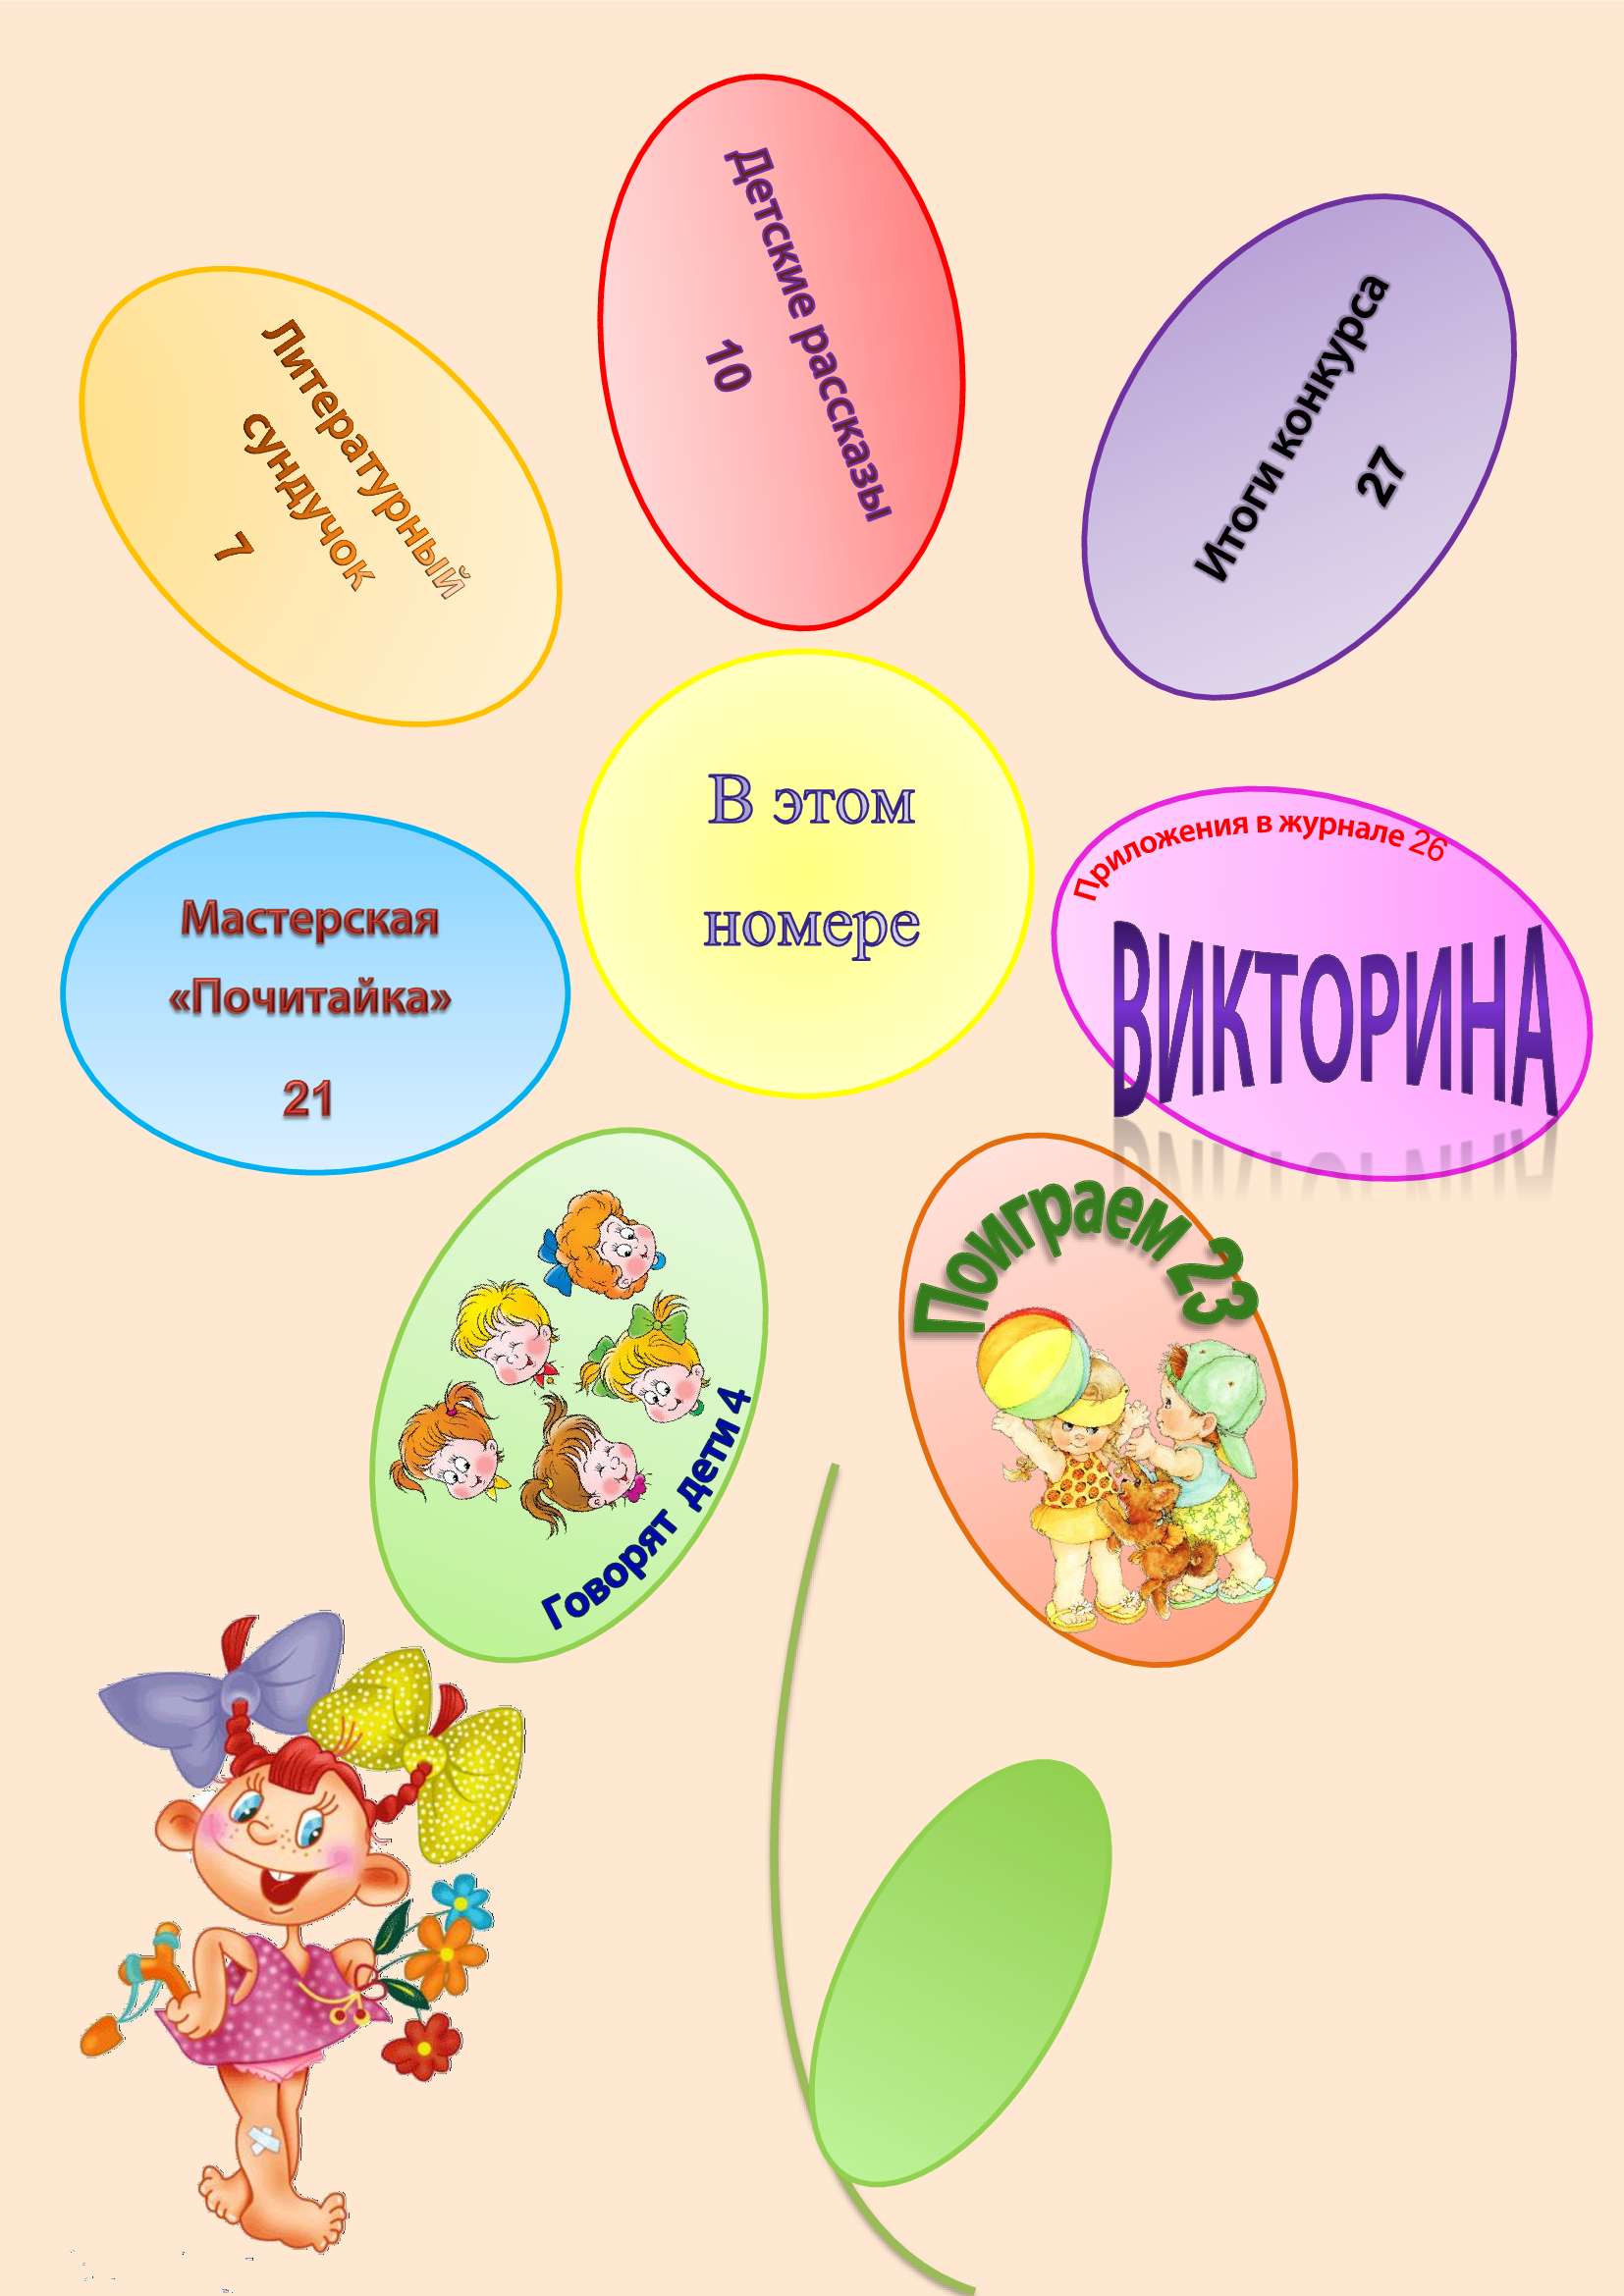 Детские рассказы
10
Литературный
сундучок
7
Итоги конкурса
27
В этом
номере
Приложения в журнале 26
ВИКТОРИНА
Мастерская
«Почитайка»
21
Говорят дети 4
Поиграем 23